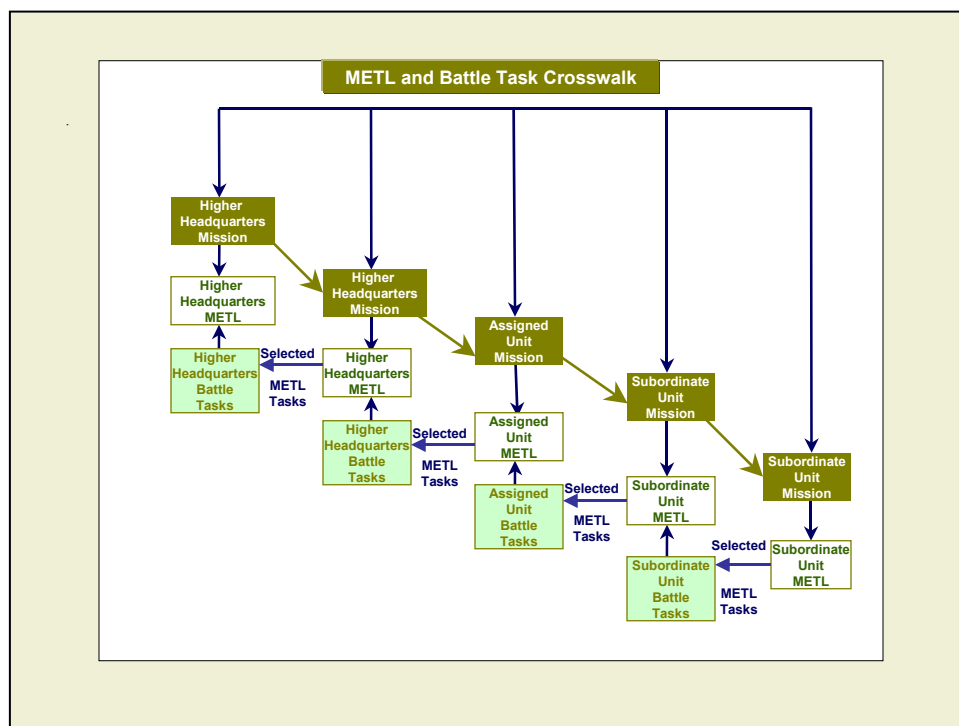 METL and Battle Task Crosswalk
Higher
Headquarters
Mission
Higher
Headquarters
METL
Higher
Headquarters
Battle
Tasks
Selected
METL
Tasks
Higher
Headquarters
Mission
Higher
Headquarters
METL
Higher
Headquarters
Battle
Tasks
Selected
METL
Tasks
Assigned
Unit
Mission
Assigned
Unit
METL
Assigned
Unit
Battle
Tasks
Selected
METL
Tasks
Subordinate
Unit
Mission
Subordinate
Unit
METL
Subordinate
Unit
Battle
Tasks
Selected
METL
Tasks
Subordinate
Unit
Mission
Subordinate
Unit
METL